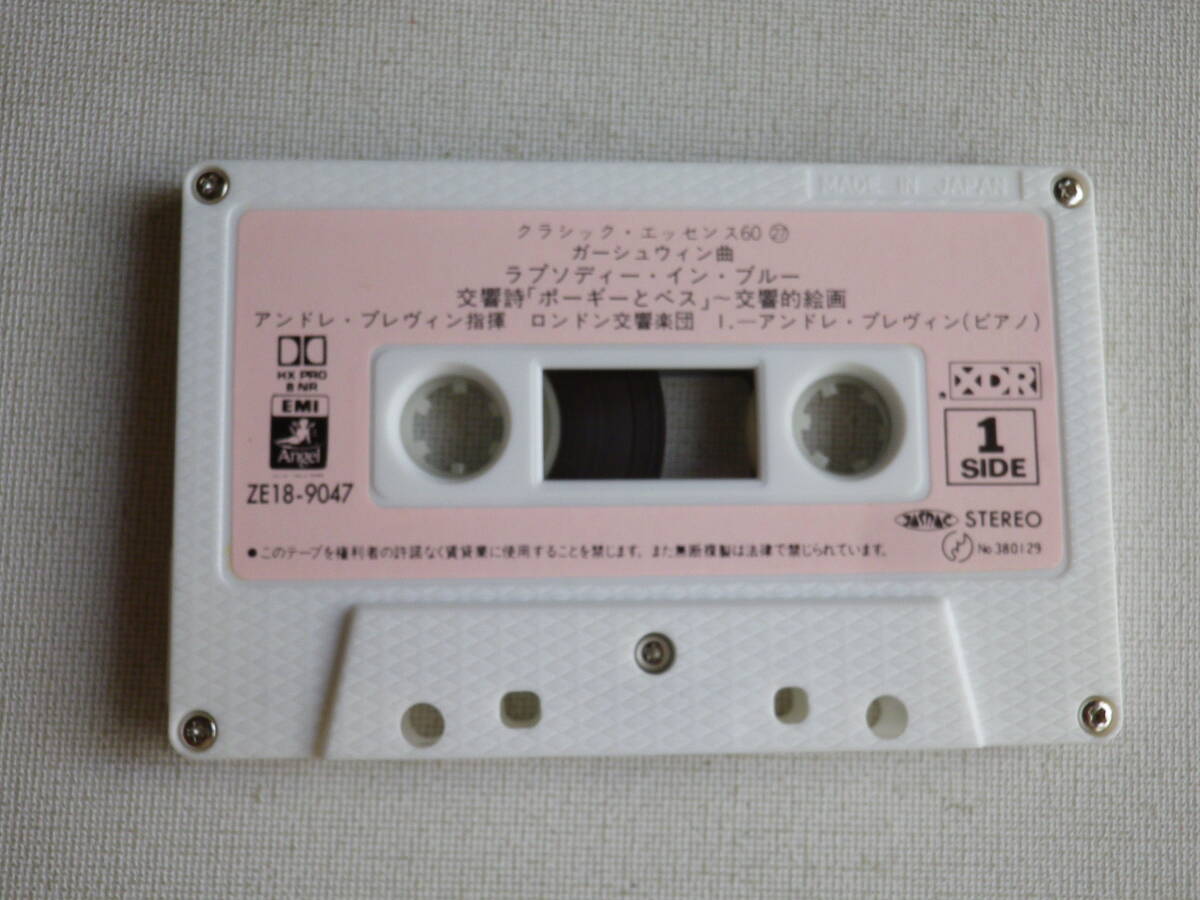 MADE IN JAPAN
クラシック・エッセンス60 ㉗
ガーシュウィン曲
ラプソディー・イン・ブルー
交響詩「ポーギーとベス」~交響的絵画
アンドレ・プレヴィン指揮 ロンドン交響楽団 1.―アンドレ・プレヴィン(ピアノ)
HX PRO
B NR
EMI
Angel
ZE18-9047
XDR
1
SIDE
JASRAC STEREO
No.380129
●このテープを権利者の許諾なく賃貸業に使用することを禁じます。また無断複製は法律で禁じられています。